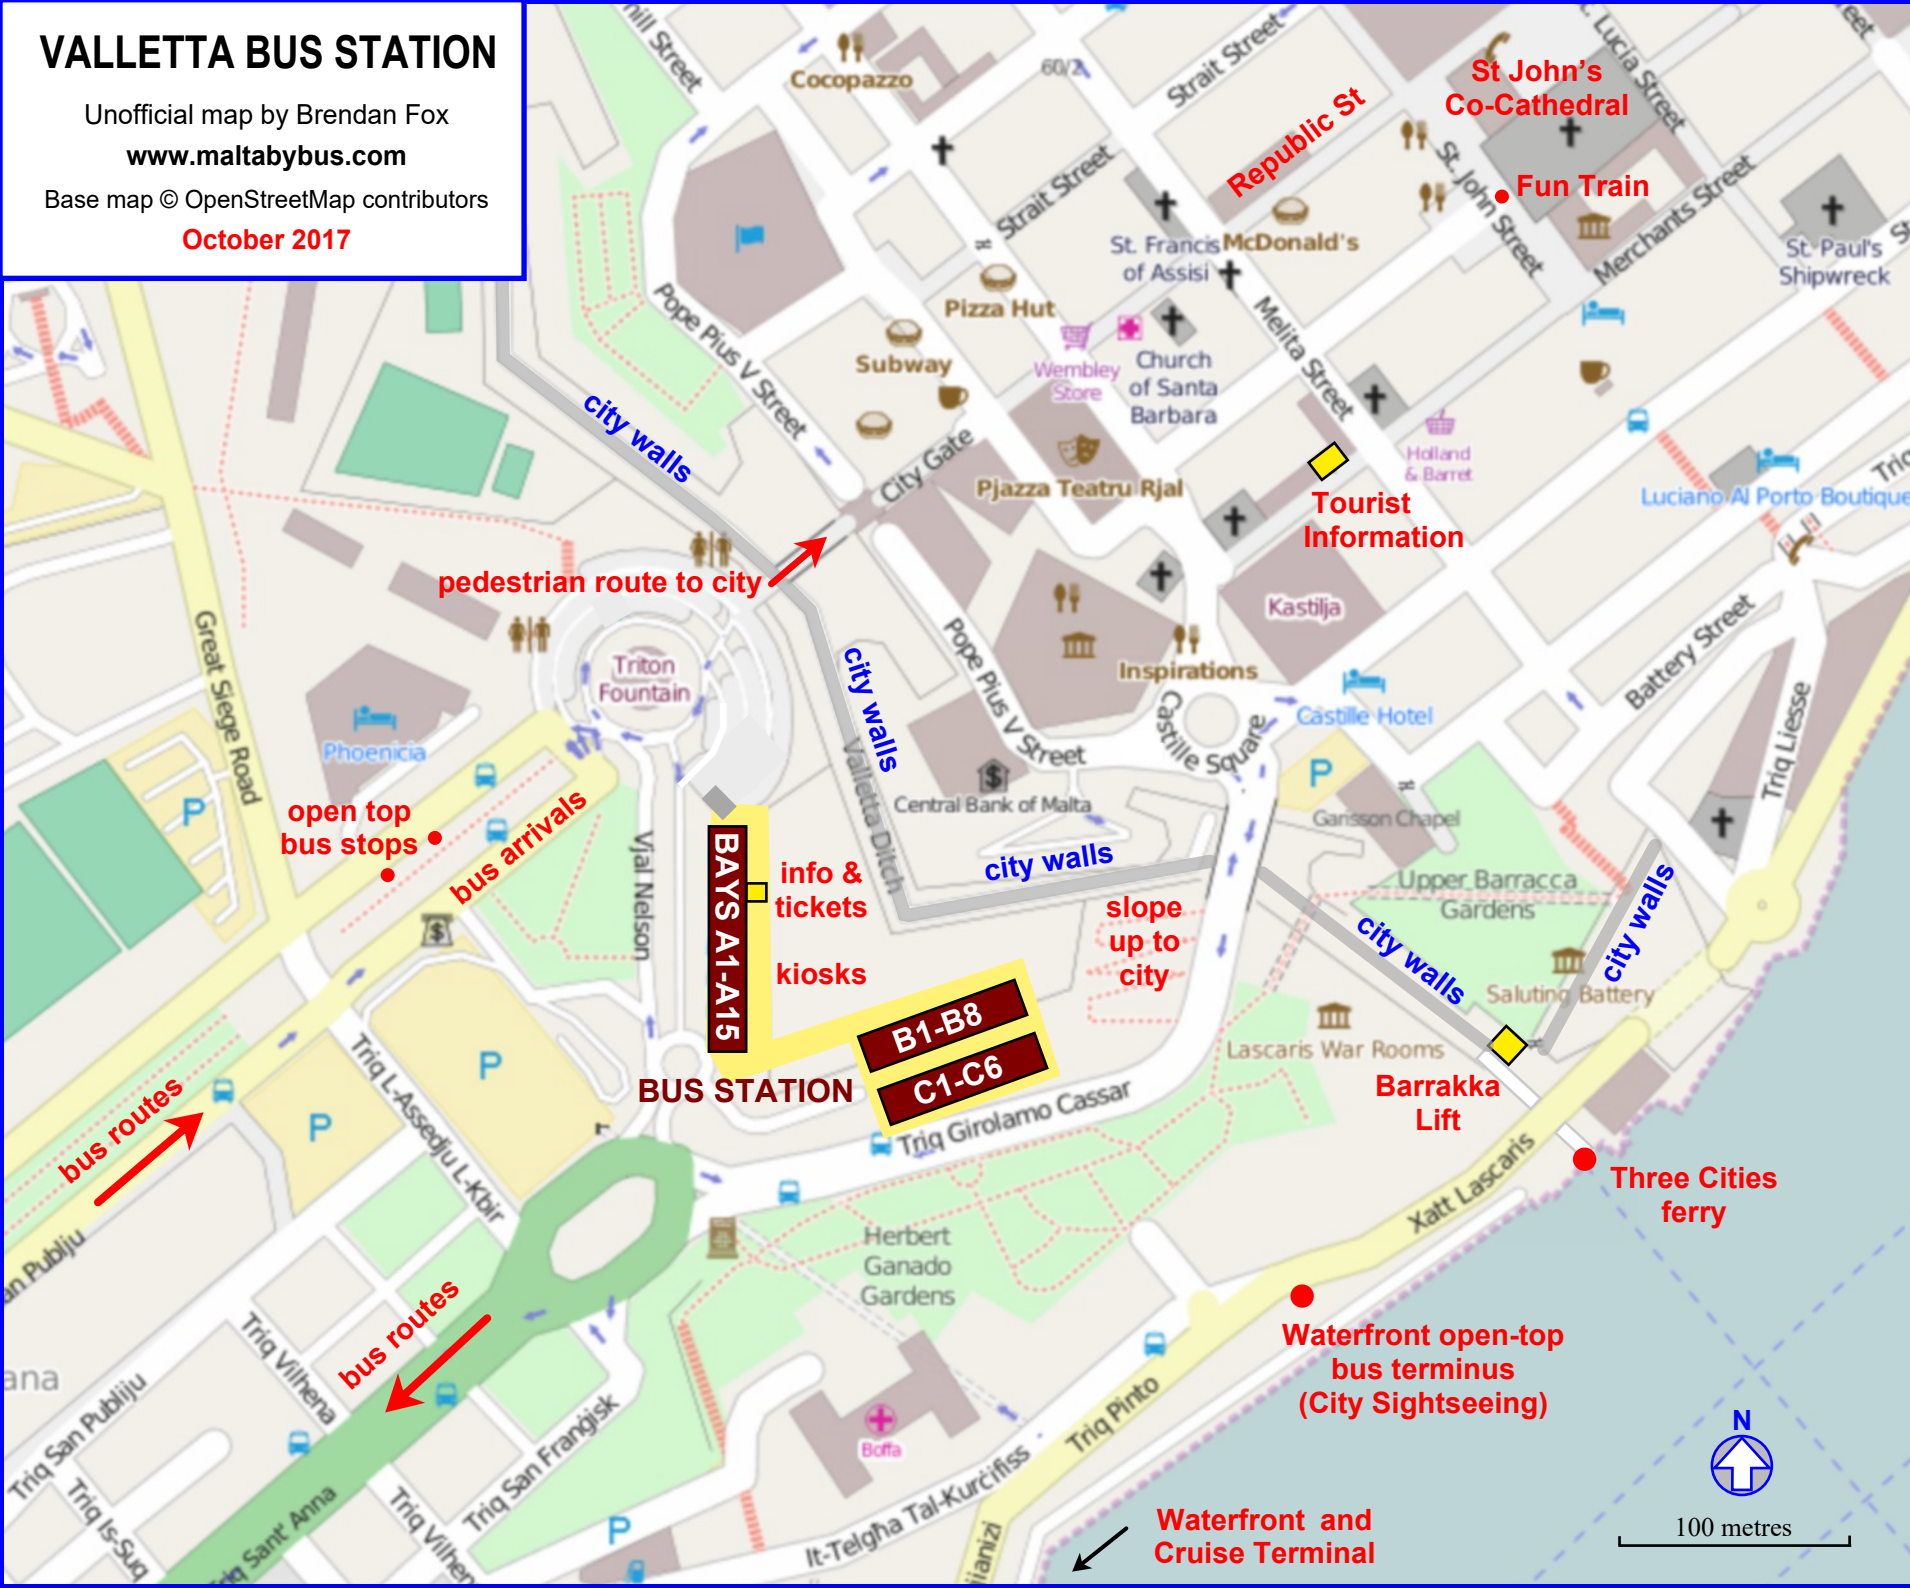 VALLETTA BUS STATION
Unofficial map by Brendan Fox
www.maltabybus.com
Base map © OpenStreetMap contributors
October 2017
Cocopazzo
60/2
Strait Street
St John's
Co-Cathedral
Republic St
St. John Street
Fun Train
Merchants Street
St. Paul's
Shipwreck
Strait Street
St. Francis
of Assisi
McDonald's
Pizza Hut
Pope Pius V Street
Subway
Wembley
Store
Church
of Santa
Barbara
Melita Street
Holland
& Barret
city walls
City Gate
Pjazza Teatru Rjal
Tourist
Information
Luciano Al Porto Boutique
pedestrian route to city
Kastilja
Great Siege Road
Triton
Fountain
Phoenicia
city walls
Valletta Ditch
Pope Pius V Street
Inspirations
Castille Square
Castille Hotel
Battery Street
Triq Liesse
P
P
open top
bus stops
bus arrivals
Vjal Nelson
BAYS A1-A15
info &
tickets
kiosks
Central Bank of Malta
Garisson Chapel
city walls
slope
up to
city
Upper Barracca
Gardens
city walls
city walls
Saluting Battery
Lascaris War Rooms
B1-B8
C1-C6
BUS STATION
Barrakka
Lift
Triq Girolamo Cassar
Triq L-Assedju L-Kbir
P
P
bus routes
Xatt Lascaris
Three Cities
ferry
Herbert
Ganado
Gardens
bus routes
Waterfront open-top
bus terminus
(City Sightseeing)
Triq Vilhena
Triq San Publiju
Triq San Franġisk
Triq Pinto
Boffa
It-Telgħa Tal-Kurċifiss
N
100 metres
Triq Is-Suq
Triq Sant' Anna
P
Waterfront and
Cruise Terminal